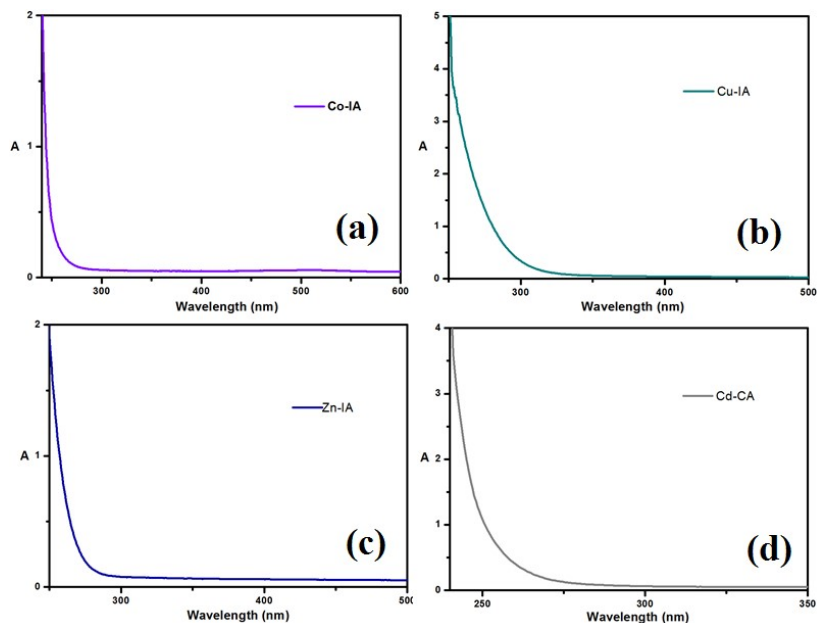 2
1
0
A
Co-IA
(a)
300
400
500
600
Wavelength (nm)
5
4
3
2
1
0
A
Cu-IA
(b)
300
400
500
Wavelength (nm)
2
1
0
A
Zn-IA
(c)
300
400
500
Wavelength (nm)
4
3
2
1
0
A
Cd-CA
(d)
250
300
350
Wavelength (nm)